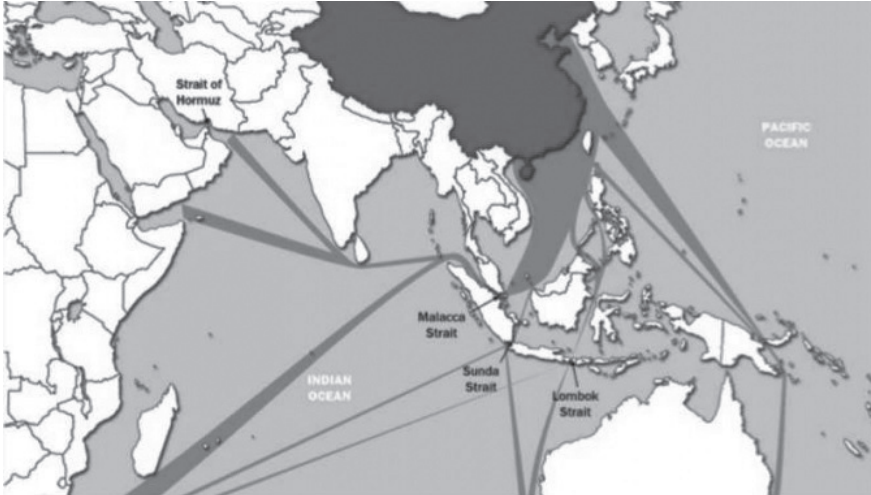 Strait of
Hormuz
PACIFIC
OCEAN
Malacca
Strait
Sunda
Strait
Lombok
Strait
INDIAN
OCEAN